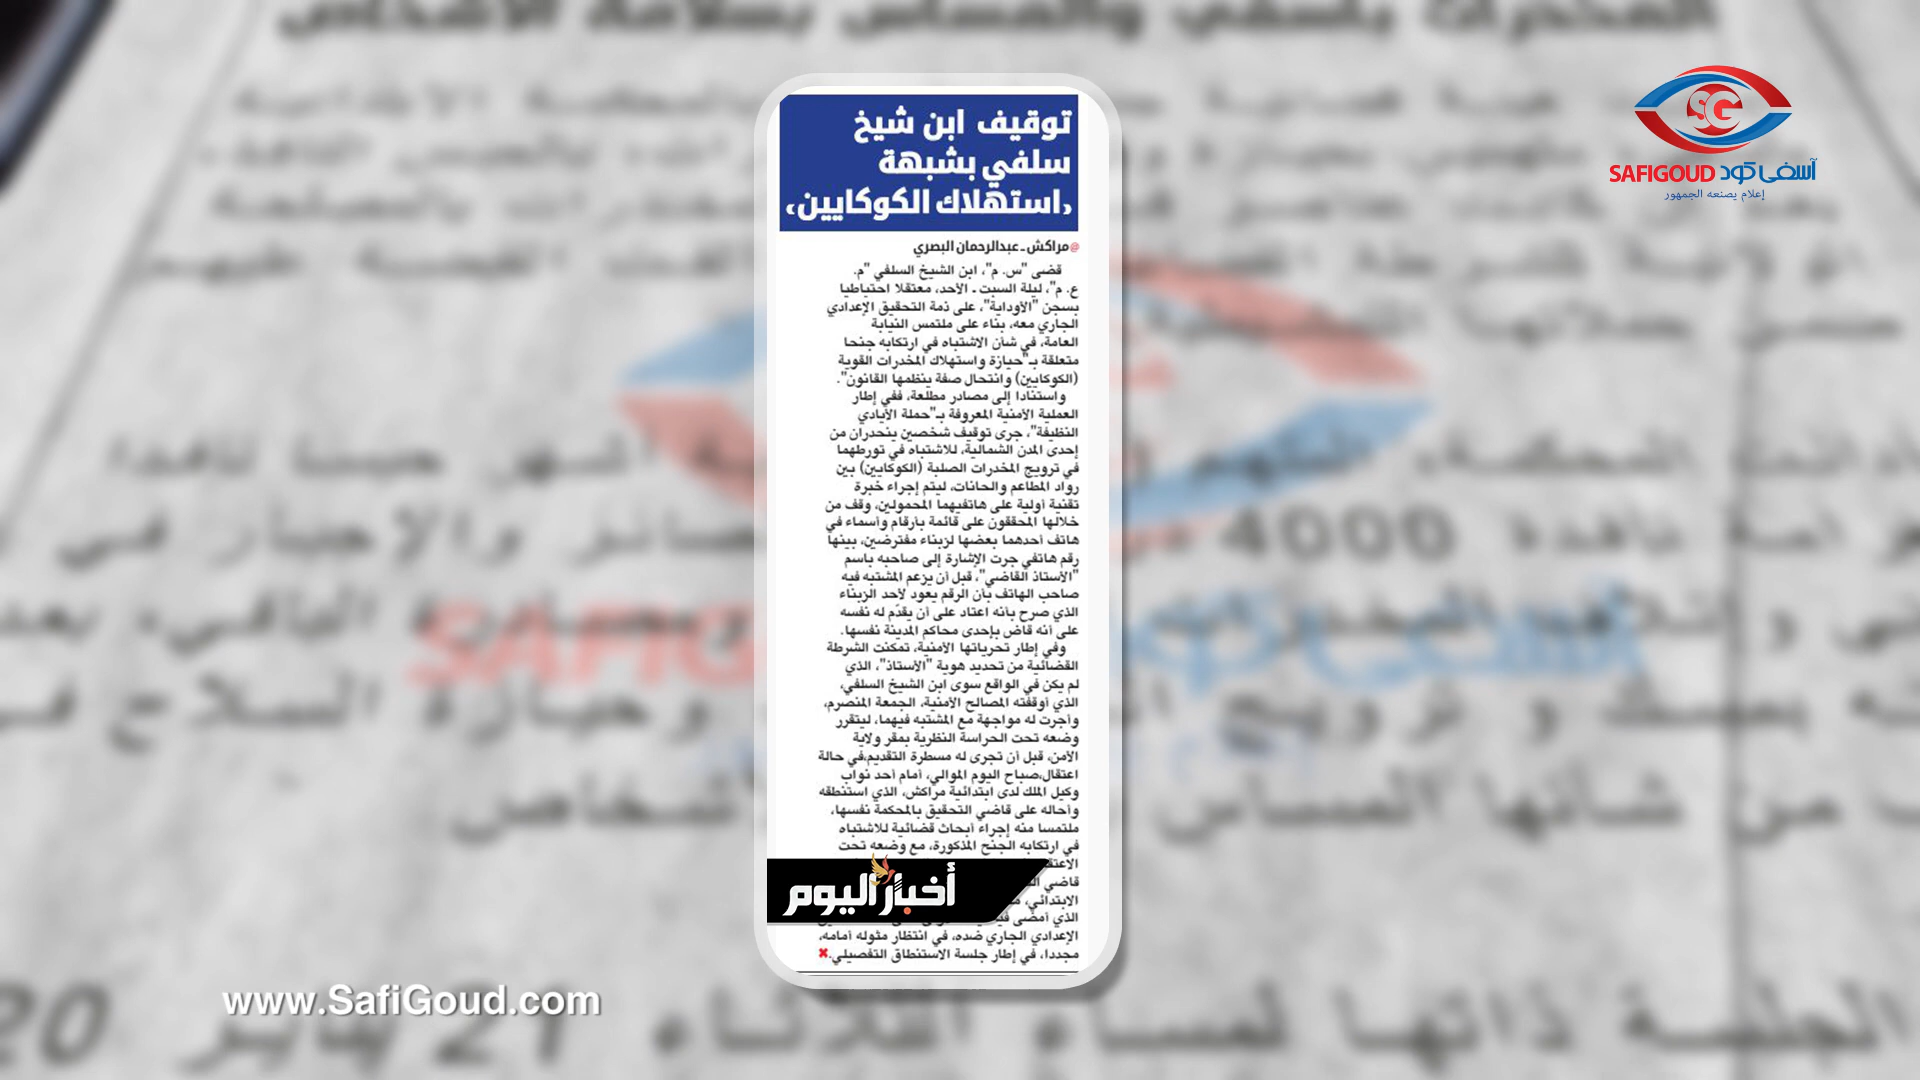 توقيف ابن شيخ
سلفي بشبهة
«استهلاك الكوكايين»
@مراكش ـ عبدالرحمان البصري
قضى "س. م"، ابن الشيخ السلفي "م.
ع. م"، ليلة السبت ـ الأحد، معتقلا احتياطيا
بسجن "الأوداية"، على ذمة التحقيق الإعدادي
الجاري معه، بناء على ملتمس النيابة
العامة، في شأن الاشتباه في ارتكابه جنحا
متعلقة بـ"حيازة واستهلاك المخدرات القوية
(الكوكايين) وانتحال صفة ينظمها القانون".
واستنادا إلى مصادر مطلعة، ففي إطار
العملية الأمنية المعروفة بـ"حملة الأيادي
النظيفة"، جرى توقيف شخصين ينحدران من
إحدى المدن الشمالية، للاشتباه في تورطهما
في ترويج المخدرات الصلبة (الكوكايين) بين
رواد المطاعم والحانات، ليتم إجراء خبرة
تقنية أولية على هاتفيهما المحمولين، وقف من
خلالها المحققون على قائمة بأرقام وأسماء في
هاتف أحدهما بعضها لزبناء مفترضين، بينها
رقم هاتفي جرت الإشارة إلى صاحبه باسم
"الأستاذ القاضي"، قبل أن يزعم المشتبه فيه
صاحب الهاتف بأن الرقم يعود لأحد الزبناء
الذي صرح بأنه اعتاد على أن يقدّم له نفسه
على أنه قاض بإحدى محاكم المدينة نفسها.
وفي إطار تحرياتها الأمنية، تمكنت الشرطة
القضائية من تحديد هوية "الأستاذ"، الذي
لم يكن في الواقع سوى ابن الشيخ السلفي،
الذي أوقفته المصالح الأمنية، الجمعة المنصرم،
وأجرت له مواجهة مع المشتبه فيهما، ليتقرر
وضعه تحت الحراسة النظرية بمقر ولاية
الأمن، قبل أن تجرى له مسطرة التقديم،في حالة
اعتقال،صباح اليوم الموالي، أمام أحد نواب
وكيل الملك لدى ابتدائية مراكش، الذي استنطقه
وأحاله على قاضي التحقيق بالمحكمة نفسها،
ملتمسا منه إجراء أبحاث قضائية للاشتباه
في ارتكابه الجنح المذكورة، مع وضعه تحت
قاضي
الابتدائي،
الذي أمضى
الإعدادي الجاري ضده، في انتظار مثوله أمامه،
مجددا، في إطار جلسة الاستنطاق التفصيلي.
أخبار اليوم
SG
SAFIGOUD آسفي كود
إعلام يصنعه الجمهور
www.SafiGoud.com